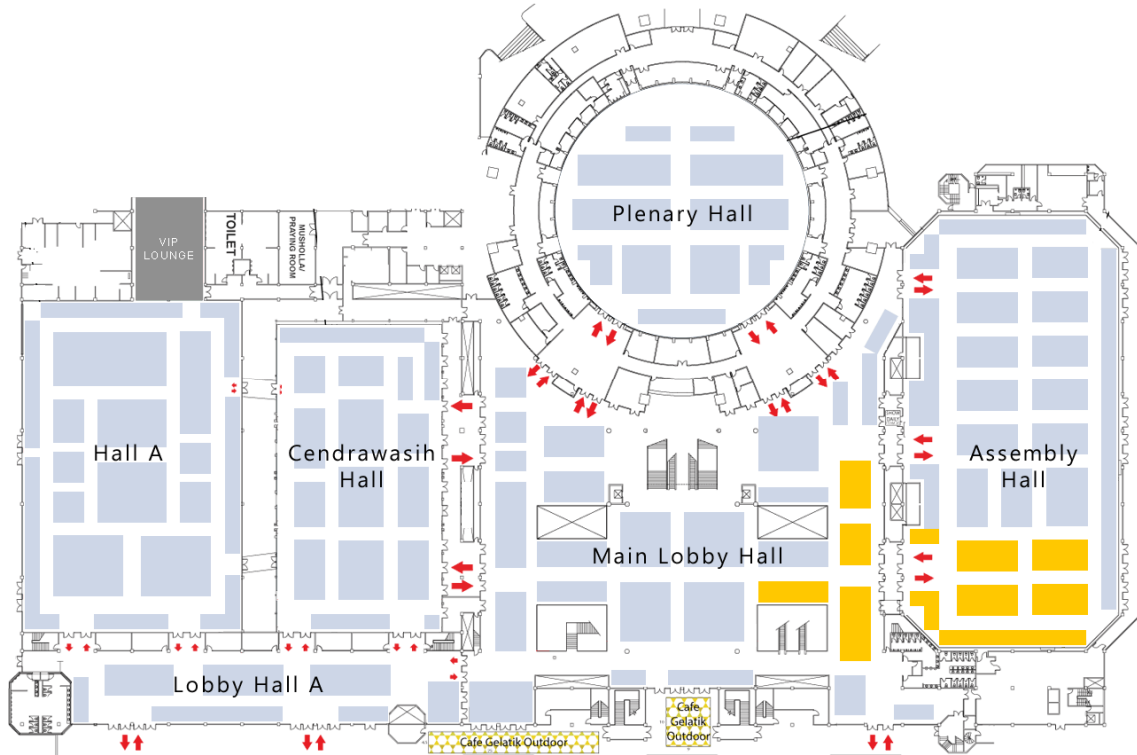 Plenary Hall
VIP
LOUNGE
TOILET
MUSHOLLA/
PRAYING ROOM
Hall A
Cendrawasih
Hall
Assembly
Hall
Main Lobby Hall
Lobby Hall A
Cafe
Gelatik
Outdoor
Cafe Gelatik Outdoor